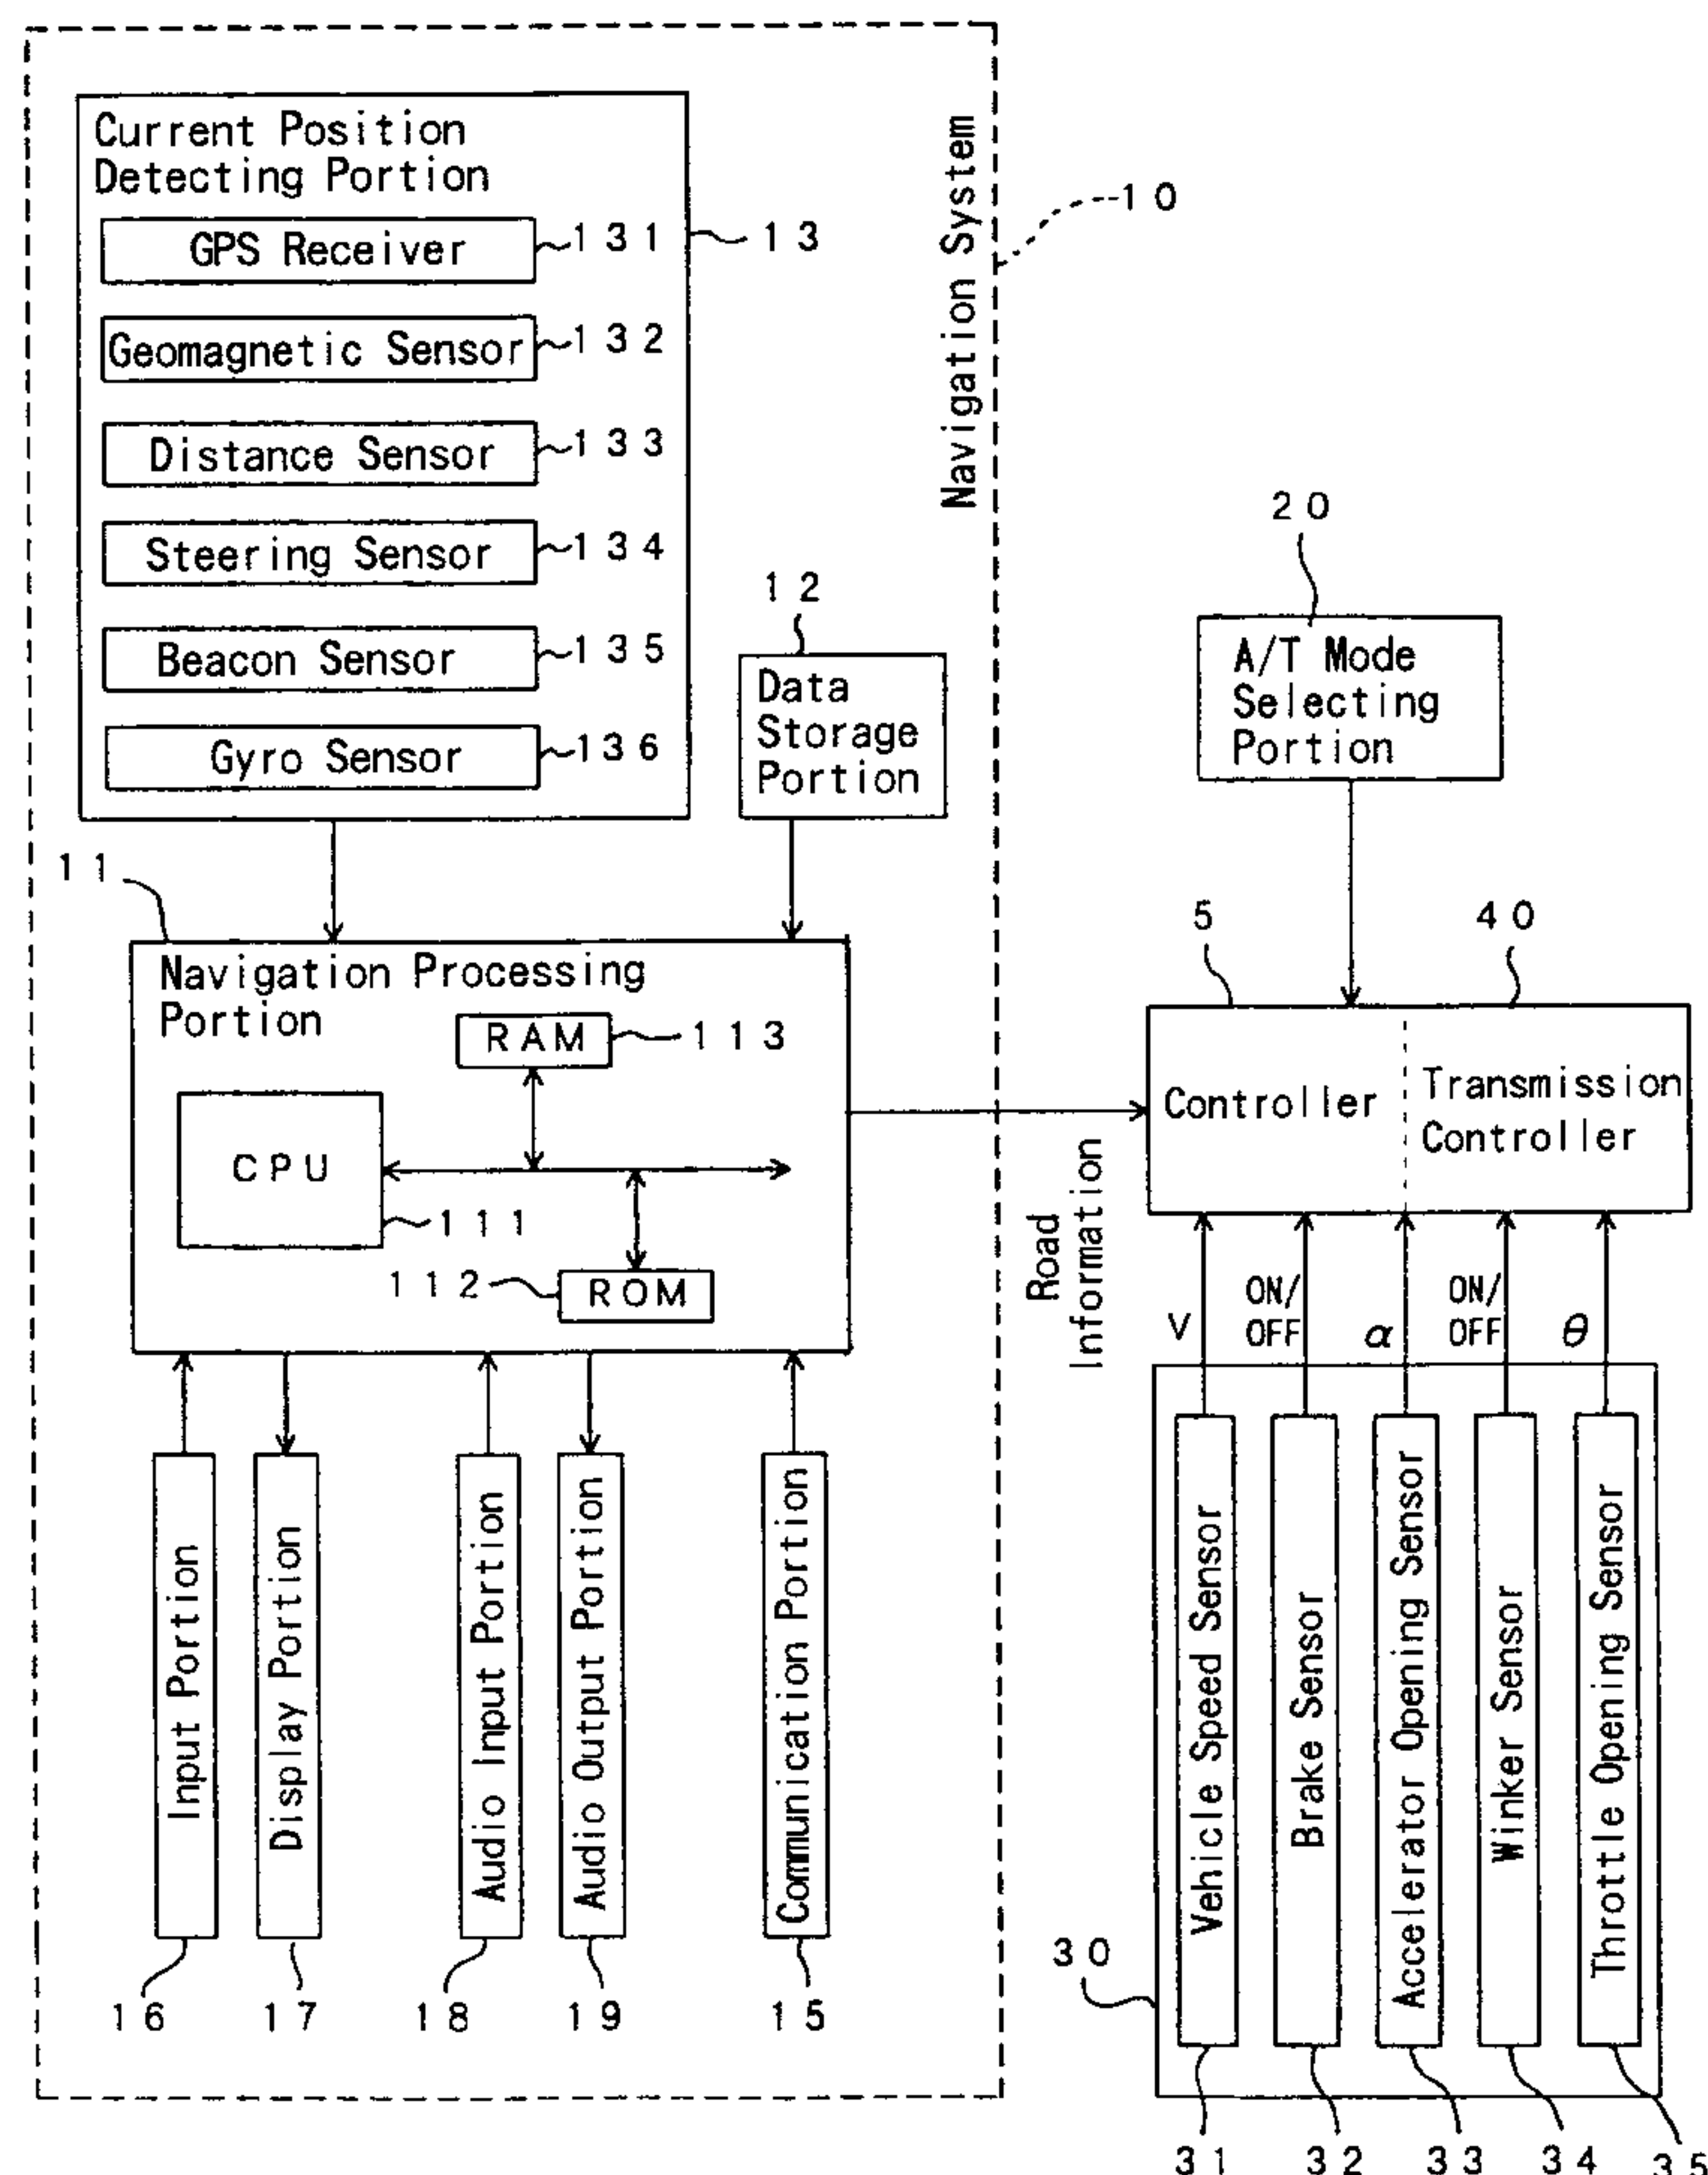 Current Position
Detecting Portion
GPS Receiver
131
13
Geomagnetic Sensor
132
Distance Sensor
133
Steering Sensor
134
Beacon Sensor
135
Gyro Sensor
136
Navigation System
10
12
Data
Storage
Portion
20
A/T Mode
Selecting
Portion
11
Navigation Processing
Portion
RAM
113
CPU
111
112
ROM
5
40
Controller
Transmission
Controller
Road
Information
V
ON/
OFF
α
ON/
OFF
θ
Input Portion
Display Portion
Audio Input Portion
Audio Output Portion
Communication Portion
16
17
18
19
15
Vehicle Speed Sensor
Brake Sensor
Accelerator Opening Sensor
Winker Sensor
Throttle Opening Sensor
30
31
32
33
34
35